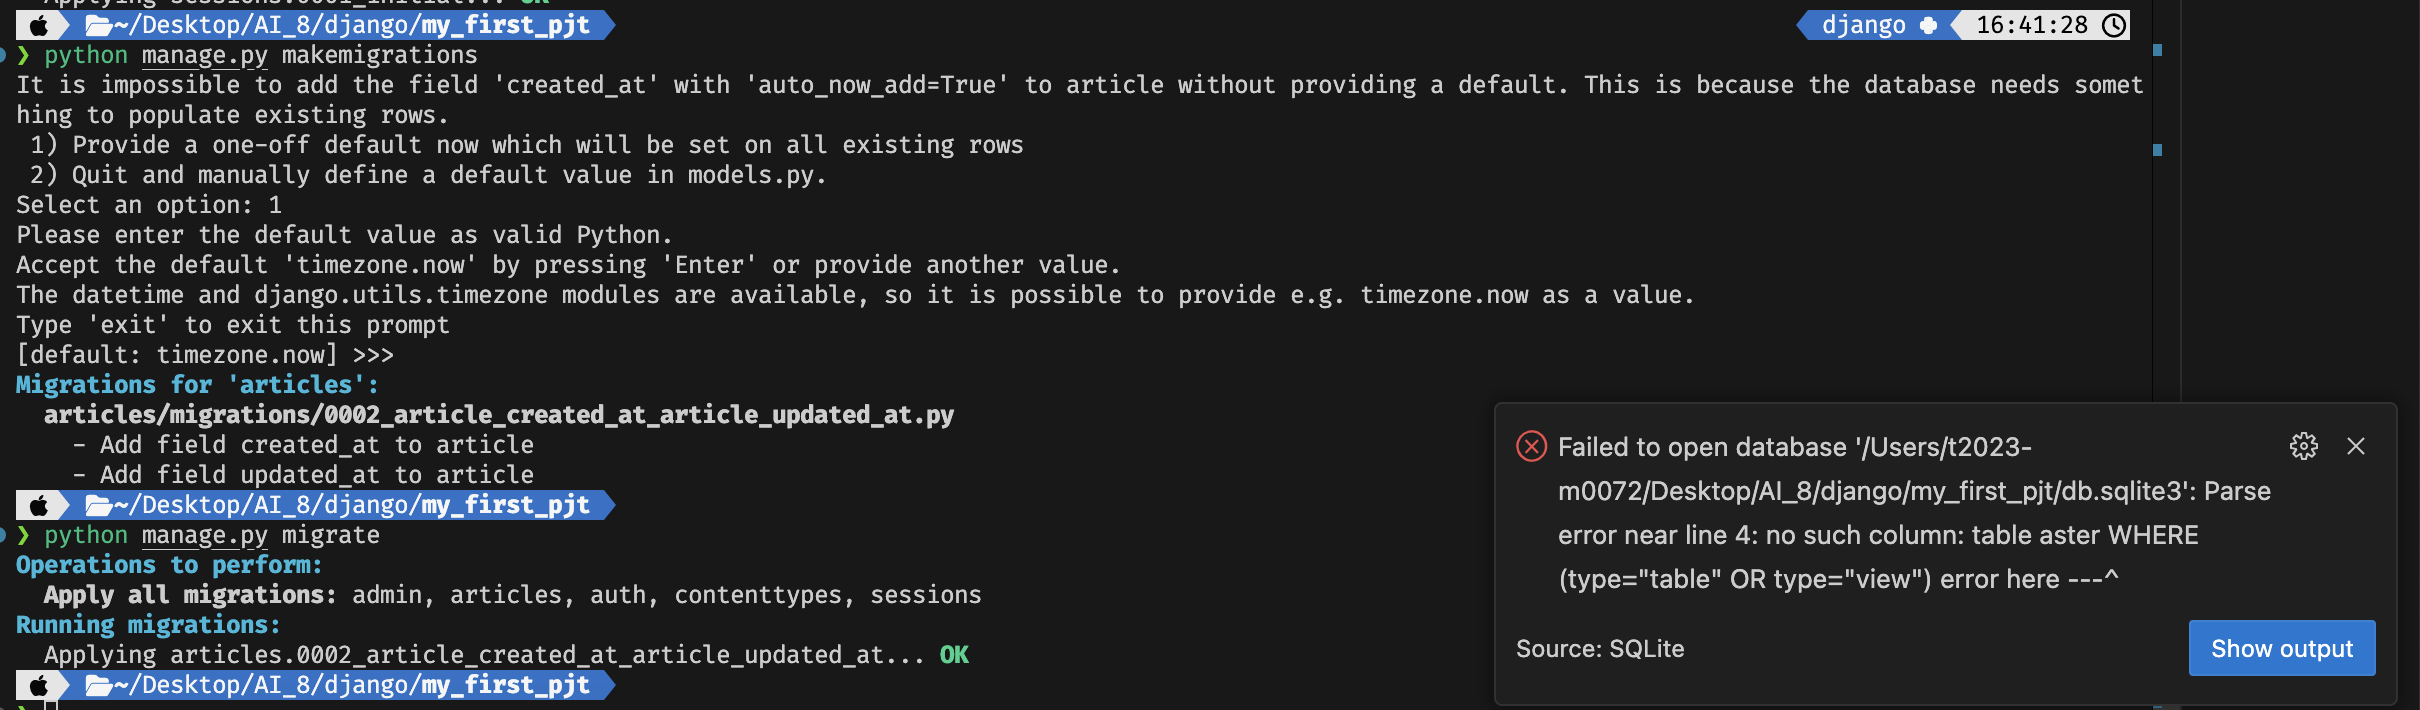 Applying sessions.0001_initial... OK
~/Desktop/AI_8/django/my_first_pjt django 16:41:28
❯ python manage.py makemigrations
It is impossible to add the field 'created_at' with 'auto_now_add=True' to article without providing a default. This is because the database needs somet
hing to populate existing rows.
1) Provide a one-off default now which will be set on all existing rows
2) Quit and manually define a default value in models.py.
Select an option: 1
Please enter the default value as valid Python.
Accept the default 'timezone.now' by pressing 'Enter' or provide another value.
The datetime and django.utils.timezone modules are available, so it is possible to provide e.g. timezone.now as a value.
Type 'exit' to exit this prompt
[default: timezone.now] >>>
Migrations for 'articles':
articles/migrations/0002_article_created_at_article_updated_at.py
- Add field created_at to article
- Add field updated_at to article
~/Desktop/AI_8/django/my_first_pjt
❯ python manage.py migrate
Operations to perform:
Apply all migrations: admin, articles, auth, contenttypes, sessions
Running migrations:
Applying articles.0002_article_created_at_article_updated_at... OK
~/Desktop/AI_8/django/my_first_pjt
❯
Failed to open database '/Users/t2023-
m0072/Desktop/AI_8/django/my_first_pjt/db.sqlite3': Parse
error near line 4: no such column: table aster WHERE
(type="table" OR type="view") error here ---^
Source: SQLite
Show output